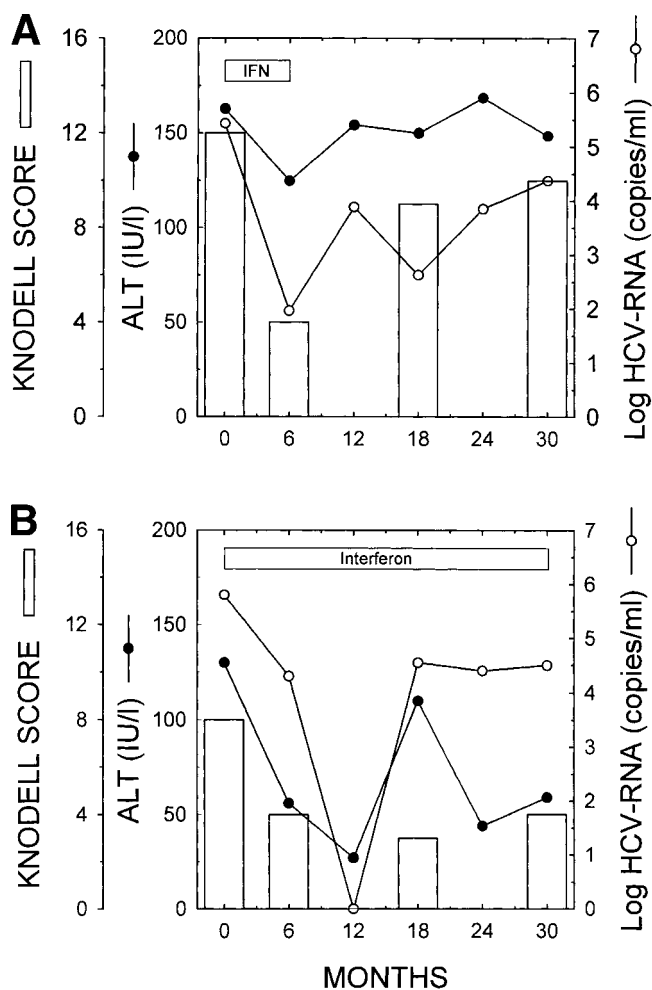 A
KNODELL SCORE
16
12
8
4
0
ALT (IU/l)
200
150
100
50
0
IFN
7
6
5
4
3
2
1
0
Log HCV-RNA (copies/ml)
0 6 12 18 24 30
B
KNODELL SCORE
16
12
8
4
0
ALT (IU/l)
200
150
100
50
0
Interferon
7
6
5
4
3
2
1
0
Log HCV-RNA (copies/ml)
0 6 12 18 24 30
MONTHS